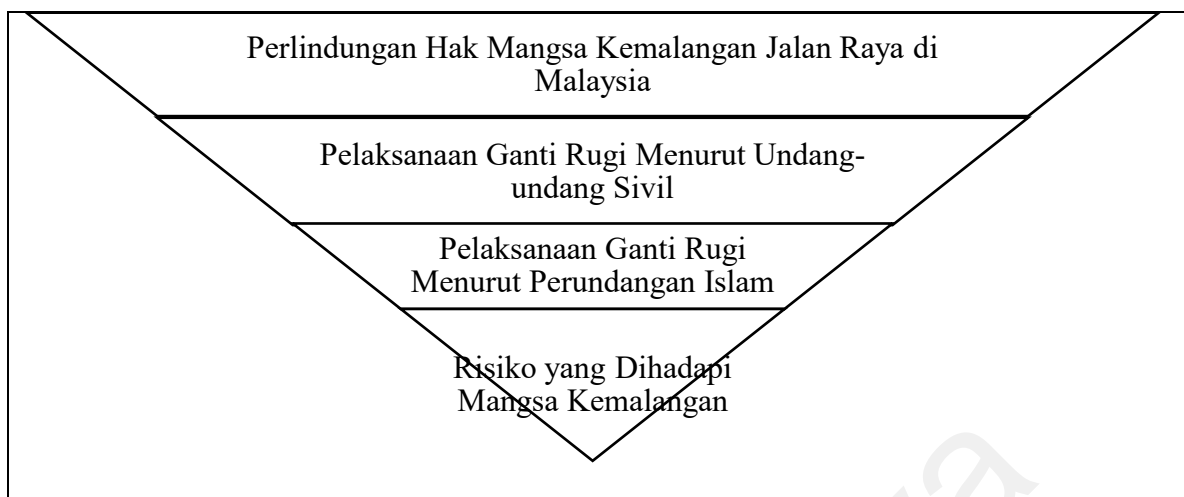 Perlindungan Hak Mangsa Kemalangan Jalan Raya di
Malaysia
Pelaksanaan Ganti Rugi Menurut Undang-
undang Sivil
Pelaksanaan Ganti Rugi
Menurut Perundangan Islam
Risiko yang Dihadapi
Mangsa Kemalangan